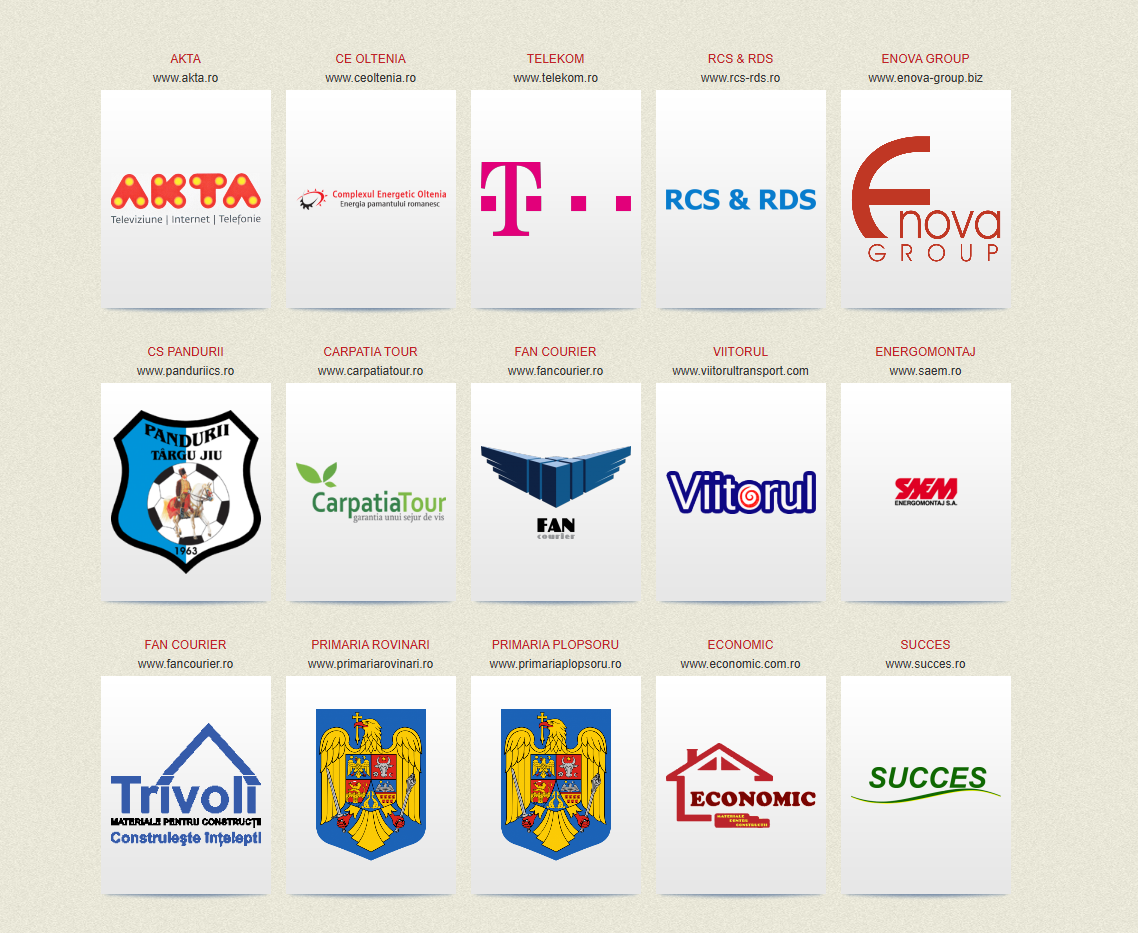 AKTA
www.akta.ro
AKTA
Televiziune | Internet | Telefonie
CE OLTENIA
www.ceoltenia.ro
Complexul Energetic Oltenia
Energia pamantului romanesc
TELEKOM
www.telekom.ro
T
RCS & RDS
www.rcs-rds.ro
RCS & RDS
ENOVA GROUP
www.enova-group.biz
Enova
GROUP
CS PANDURII
www.panduriics.ro
PANDURII
TÂRGU JIU
1963
CARPATIA TOUR
www.carpatiatour.ro
CarpatiaTour
garantia unui sejur de vis
FAN COURIER
www.fancourier.ro
FAN
courier
VIITORUL
www.viitorultransport.com
Viitorul
ENERGOMONTAJ
www.saem.ro
SAEM
ENERGOMONTAJ S.A.
FAN COURIER
www.fancourier.ro
Trivoli
MATERIALE PENTRU CONSTRUCȚII
Construiește înțelept!
PRIMARIA ROVINARI
www.primariarovinari.ro
PRIMARIA PLOPSORU
www.primariaplopsoru.ro
ECONOMIC
www.economic.com.ro
ECONOMIC
MATERIALE
CONSTRUCTII
SUCCES
www.succes.ro
SUCCES